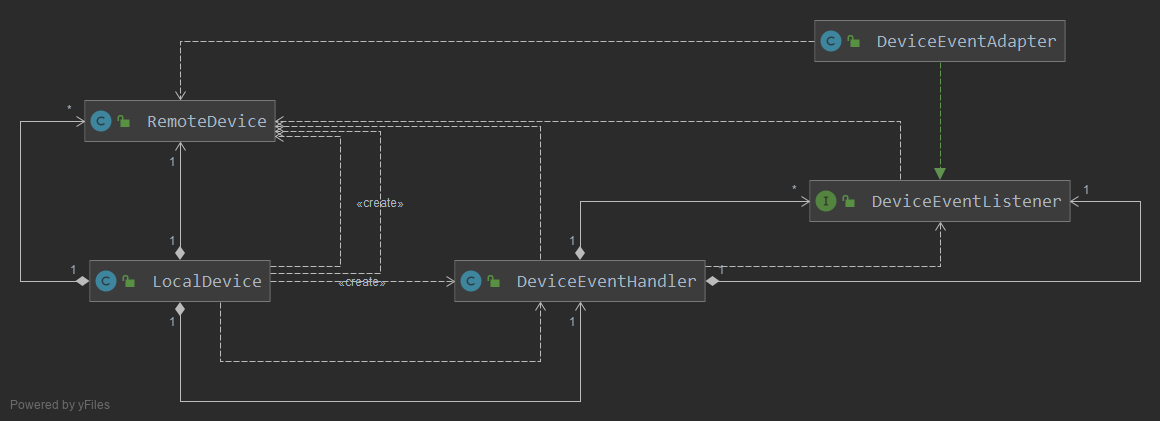 C DeviceEventAdapter
*
C RemoteDevice
1
«create»
*
I DeviceEventListener
1
1
1
1
C LocalDevice
«create»
C DeviceEventHandler
1
1
1
Powered by yFiles